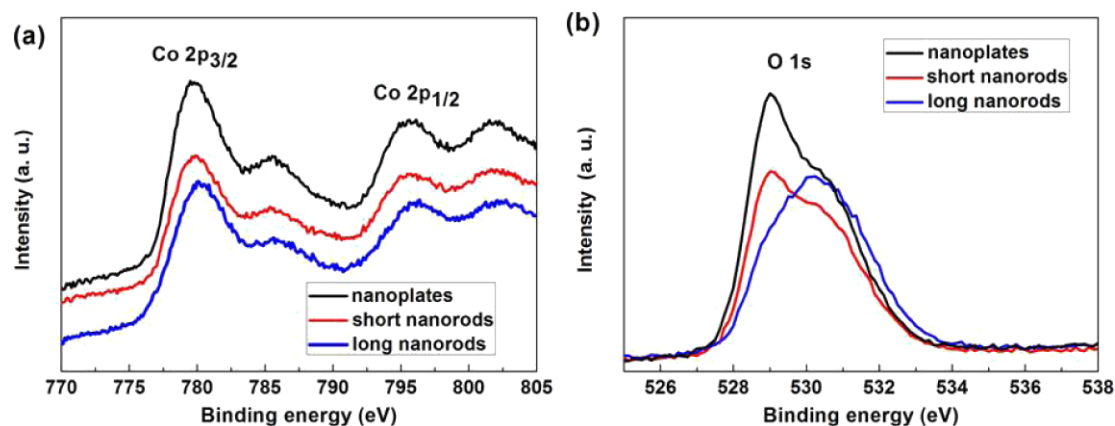 (a)
Co 2p3/2
Co 2p1/2
Intensity (a. u.)
nanoplates
short nanorods
long nanorods
770 775 780 785 790 795 800 805
Binding energy (eV)
(b)
O 1s
nanoplates
short nanorods
long nanorods
Intensity (a. u.)
526 528 530 532 534 536 538
Binding energy (eV)